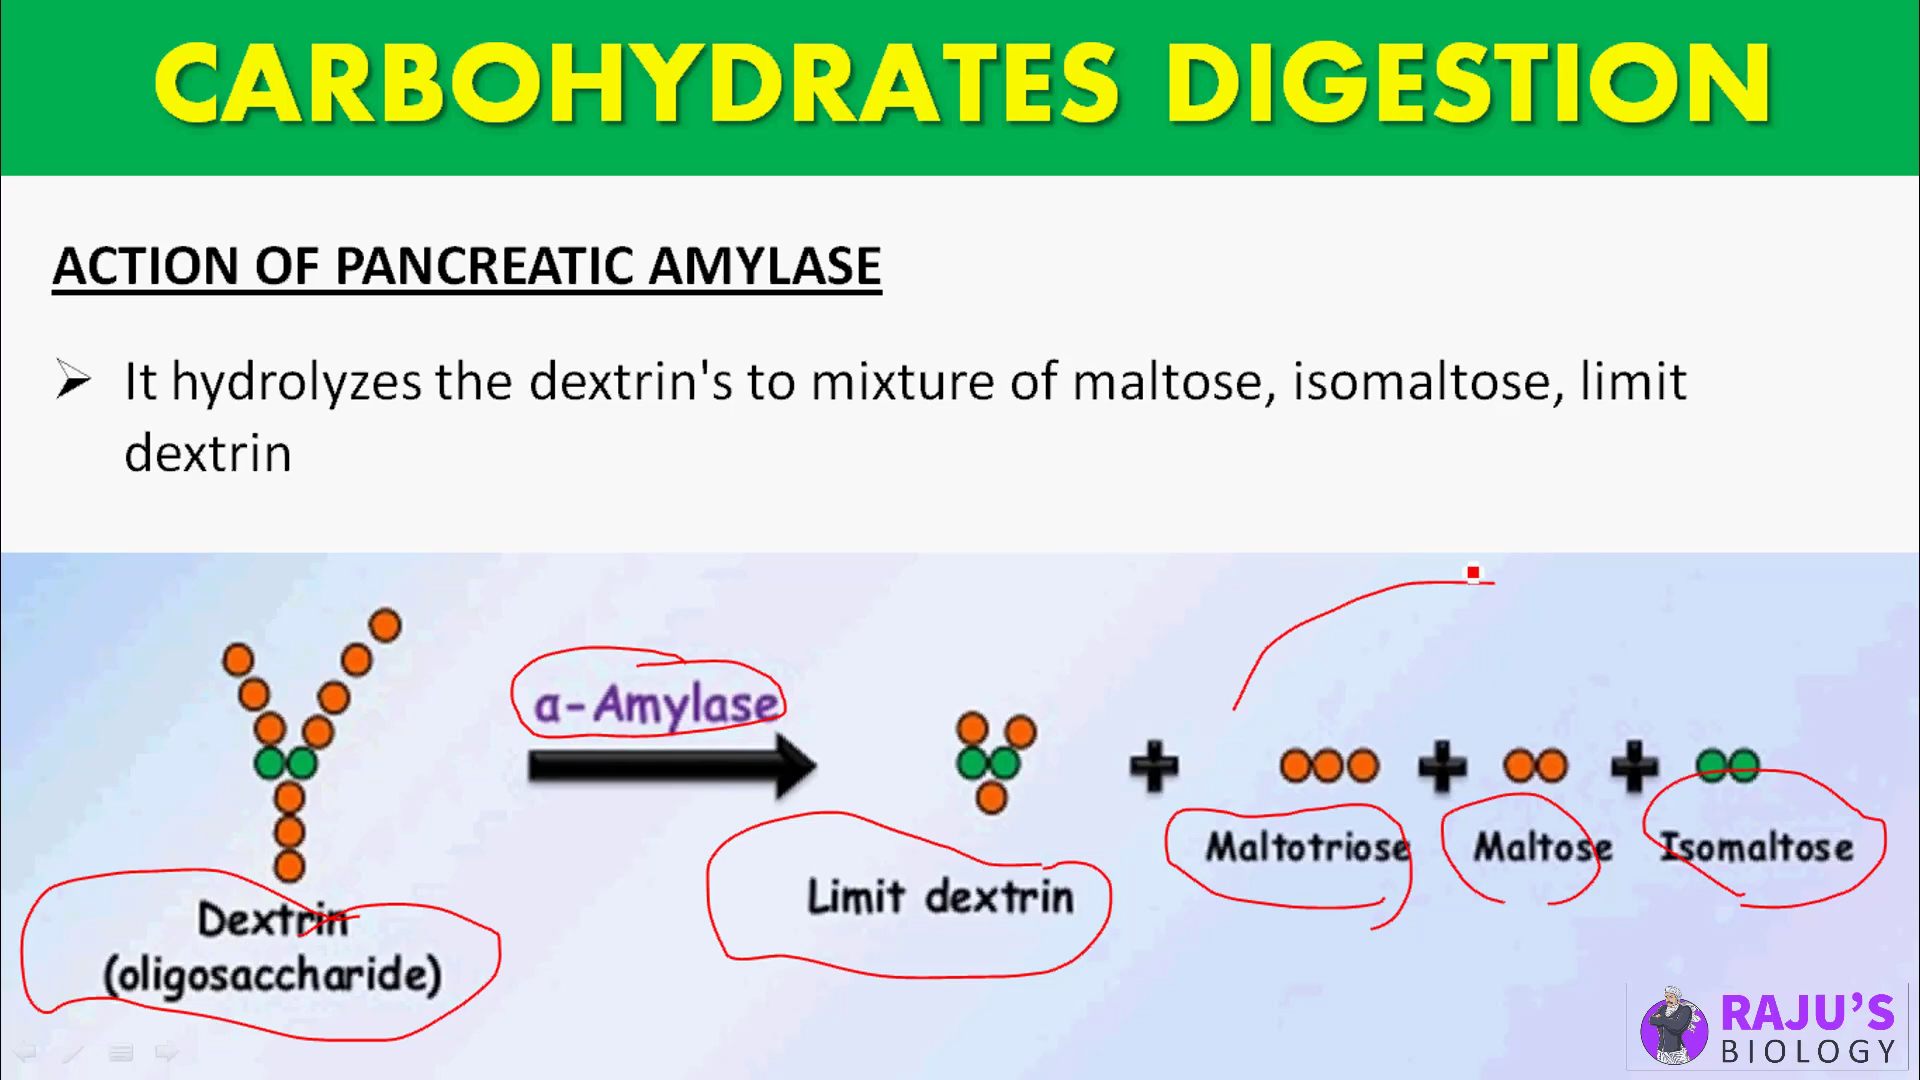 CARBOHYDRATES DIGESTION
ACTION OF PANCREATIC AMYLASE
It hydrolyzes the dextrin's to mixture of maltose, isomaltose, limit
dextrin
α-Amylase
Maltotriose
Maltose
Isomaltose
Limit dextrin
Dextrin
(oligosaccharide)
RAJU'S
BIOLOGY